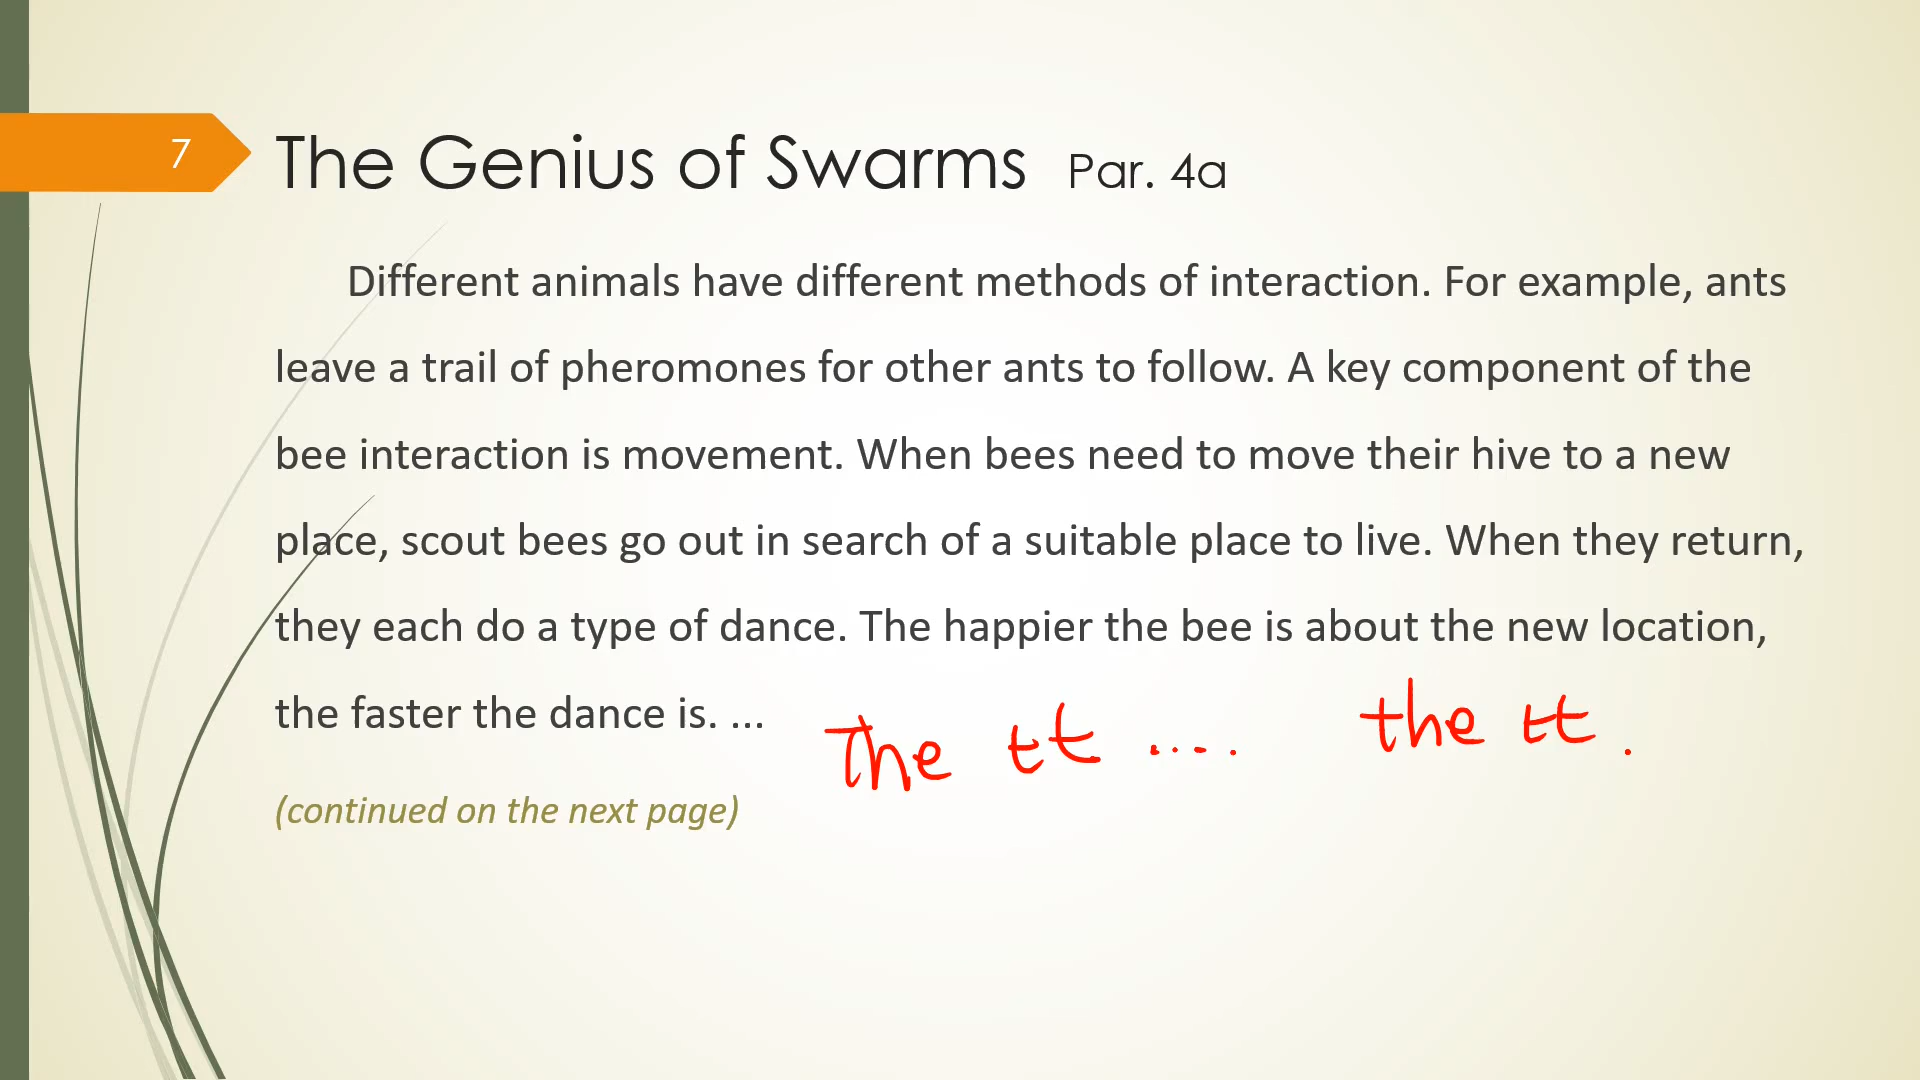 7
The Genius of Swarms Par. 4a
Different animals have different methods of interaction. For example, ants
leave a trail of pheromones for other ants to follow. A key component of the
bee interaction is movement. When bees need to move their hive to a new
place, scout bees go out in search of a suitable place to live. When they return,
they each do a type of dance. The happier the bee is about the new location,
the faster the dance is. ...
The .... the .
(continued on the next page)